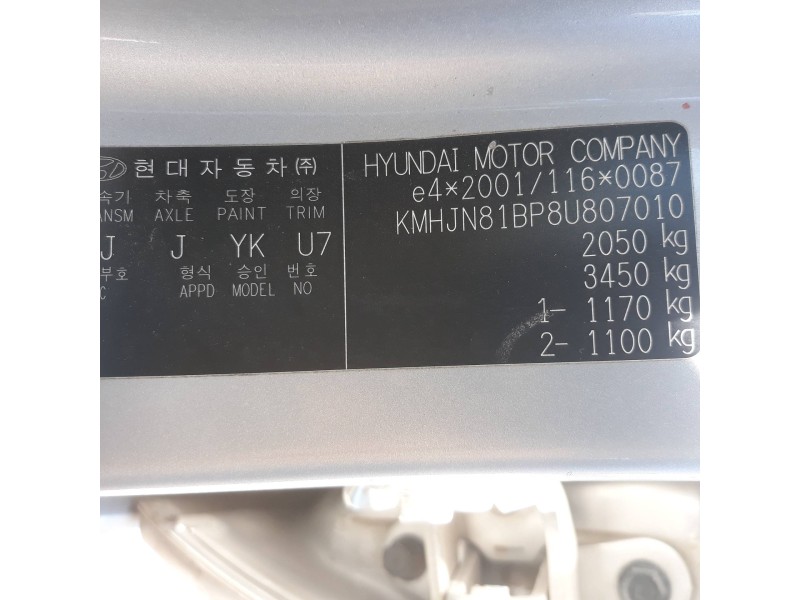 현대자동차㈜
속기 차축 도장 의장
ANSM AXLE PAINT TRIM
J J YK U7
부호 형식 승인 번호
C APPD MODEL NO
HYUNDAI MOTOR COMPANY
e4*2001/116*0087
KMHJN81BP8U807010
2050 kg
3450 kg
1- 1170 kg
2- 1100 kg